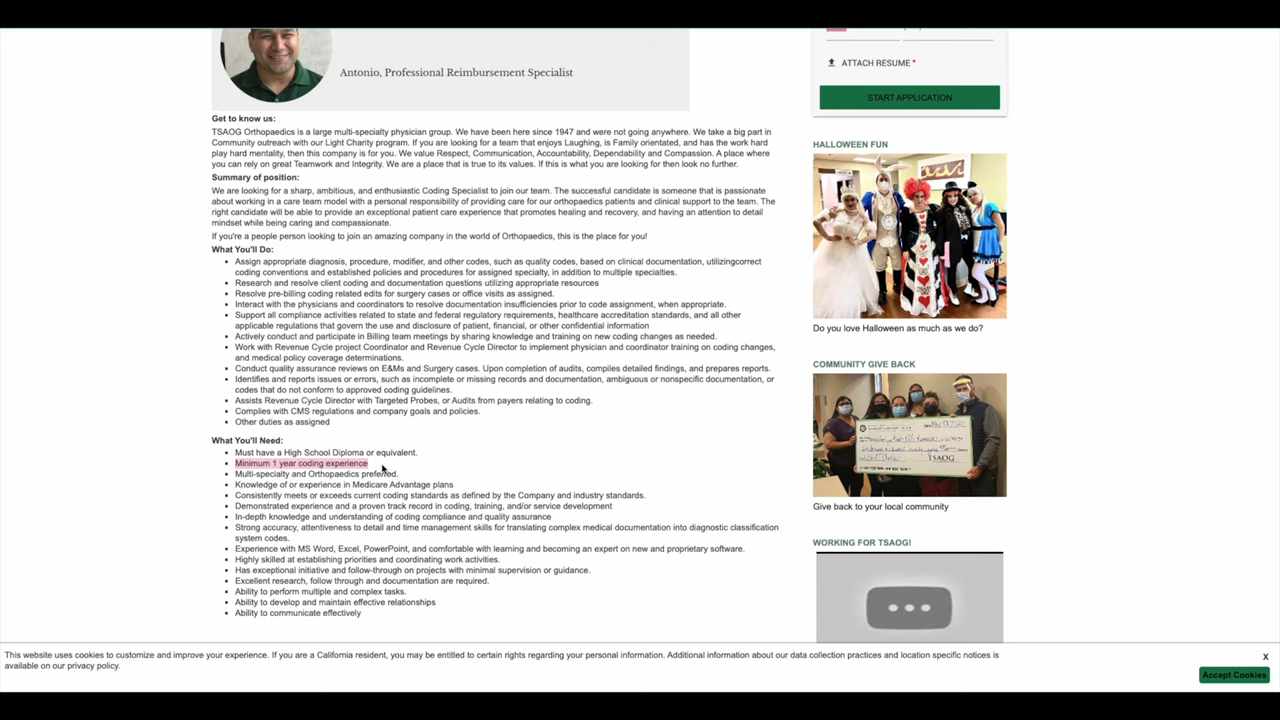 Antonio, Professional Reimbursement Specialist
Get to know us:
TSAOG Orthopaedics is a large multi-specialty physician group. We have been here since 1947 and were not going anywhere. We take a big part in
Community outreach with our Light Charity program. If you are looking for a team that enjoys Laughing, is Family orientated, and has the work hard
play hard mentality, then this company is for you. We value Respect, Communication, Accountability, Dependability and Compassion. A place where
you can rely on great Teamwork and Integrity. We are a place that is true to its values. If this is what you are looking for then look no further.
Summary of position:
We are looking for a sharp, ambitious, and enthusiastic Coding Specialist to join our team. The successful candidate is someone that is passionate
about working in a care team model with a personal responsibility of providing care for our orthopaedics patients and clinical support to the team. The
right candidate will be able to provide an exceptional patient care experience that promotes healing and recovery, and having an attention to detail
mindset while being caring and compassionate.
If you're a people person looking to join an amazing company in the world of Orthopaedics, this is the place for you!
What You'll Do:
Assign appropriate diagnosis, procedure, modifier, and other codes, such as quality codes, based on clinical documentation, utilizingcorrect
coding conventions and established policies and procedures for assigned specialty, in addition to multiple specialties.
Research and resolve client coding and documentation questions utilizing appropriate resources
Resolve pre-billing coding related edits for surgery cases or office visits as assigned.
Interact with the physicians and coordinators to resolve documentation insufficiencies prior to code assignment, when appropriate.
Support all compliance activities related to state and federal regulatory requirements, healthcare accreditation standards, and all other
applicable regulations that govern the use and disclosure of patient, financial, or other confidential information
Actively conduct and participate in Billing team meetings by sharing knowledge and training on new coding changes as needed.
Work with Revenue Cycle project Coordinator and Revenue Cycle Director to implement physician and coordinator training on coding changes,
and medical policy coverage determinations.
Conduct quality assurance reviews on E&Ms and Surgery cases. Upon completion of audits, compiles detailed findings, and prepares reports.
Identifies and reports issues or errors, such as incomplete or missing records and documentation, ambiguous or nonspecific documentation, or
codes that do not conform to approved coding guidelines.
Assists Revenue Cycle Director with Targeted Probes, or Audits from payers relating to coding.
Complies with CMS regulations and company goals and policies.
Other duties as assigned
What You'll Need:
Must have a High School Diploma or equivalent.
Minimum 1 year coding experience
Multi-specialty and Orthopaedics preferred.
Knowledge of or experience in Medicare Advantage plans
Consistently meets or exceeds current coding standards as defined by the Company and industry standards.
Demonstrated experience and a proven track record in coding, training, and/or service development
In-depth knowledge and understanding of coding compliance and quality assurance
Strong accuracy, attentiveness to detail and time management skills for translating complex medical documentation into diagnostic classification
system codes.
Experience with MS Word, Excel, PowerPoint, and comfortable with learning and becoming an expert on new and proprietary software.
Highly skilled at establishing priorities and coordinating work activities.
Has exceptional initiative and follow-through on projects with minimal supervision or guidance.
Excellent research, follow through and documentation are required.
Ability to perform multiple and complex tasks.
Ability to develop and maintain effective relationships
Ability to communicate effectively
ATTACH RESUME *
START APPLICATION
HALLOWEEN FUN
Do you love Halloween as much as we do?
COMMUNITY GIVE BACK
TSAOG
Give back to your local community
WORKING FOR TSAOG!
This website uses cookies to customize and improve your experience. If you are a California resident, you may be entitled to certain rights regarding your personal information. Additional information about our data collection practices and location specific notices is
available on our privacy policy.
X
Accept Cookies